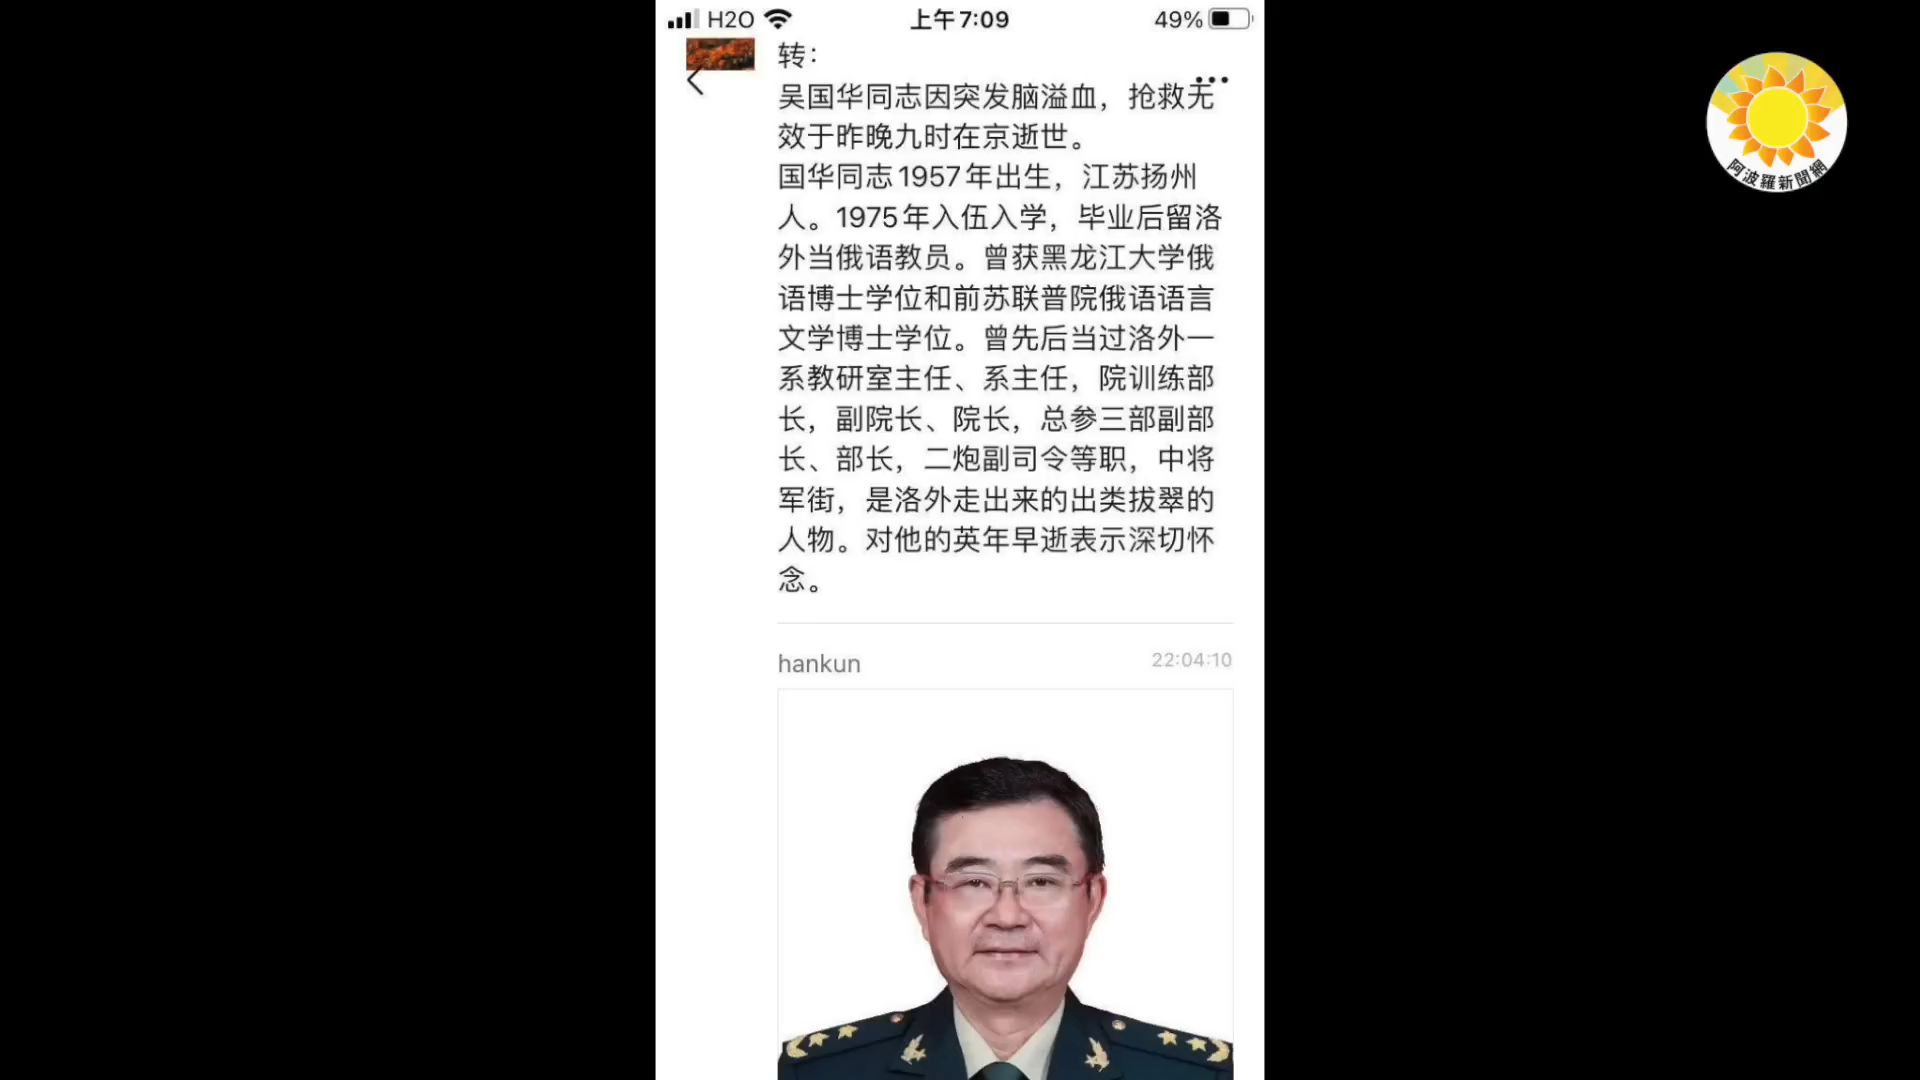 H2O
上午7:09
49%
转：
吴国华同志因突发脑溢血，抢救无
效于昨晚九时在京逝世。
国华同志1957年出生，江苏扬州
人。1975年入伍入学，毕业后留洛
外当俄语教员。曾获黑龙江大学俄
语博士学位和前苏联普院俄语语言
文学博士学位。曾先后当过洛外一
系教研室主任、系主任，院训练部
长，副院长、院长，总参三部副部
长、部长，二炮副司令等职，中将
军街，是洛外走出来的出类拔翠的
人物。对他的英年早逝表示深切怀
念。
hankun
22:04:10
阿波羅新聞網